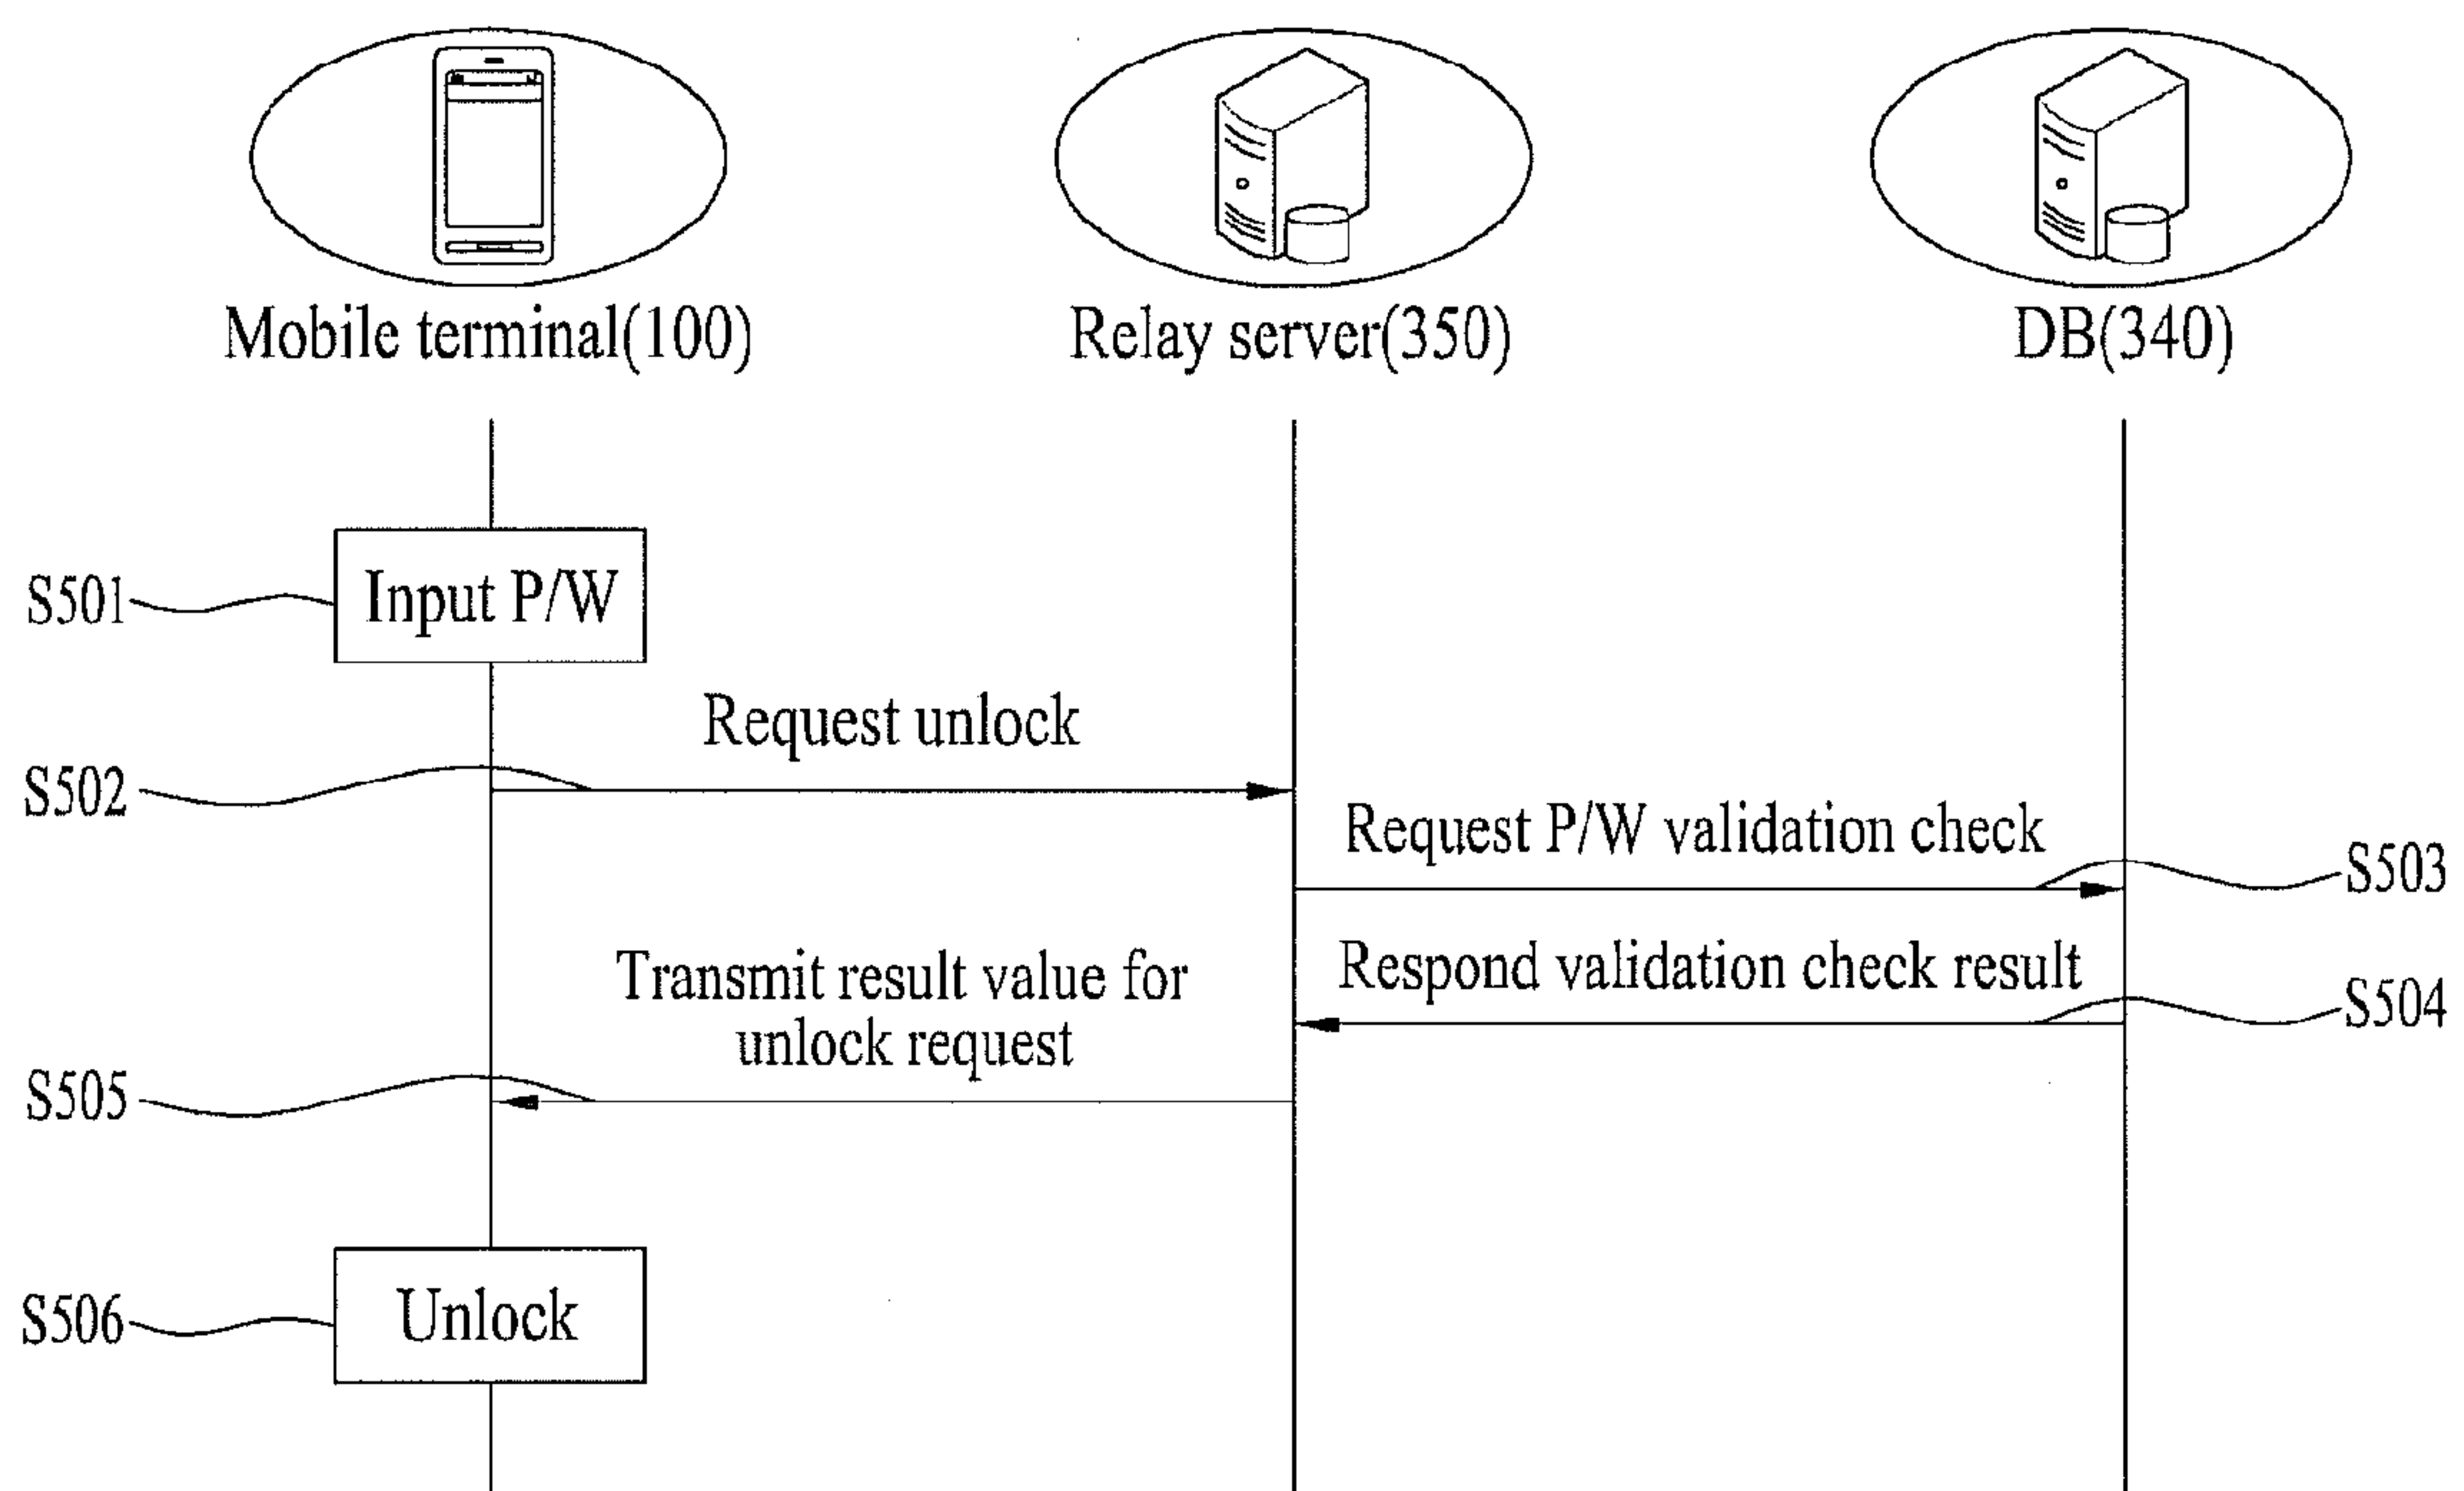 Mobile terminal(100)
Relay server(350)
DB(340)
S501
Input P/W
Request unlock
S502
Request P/W validation check
S503
Respond validation check result
S504
Transmit result value for
unlock request
S505
S506
Unlock